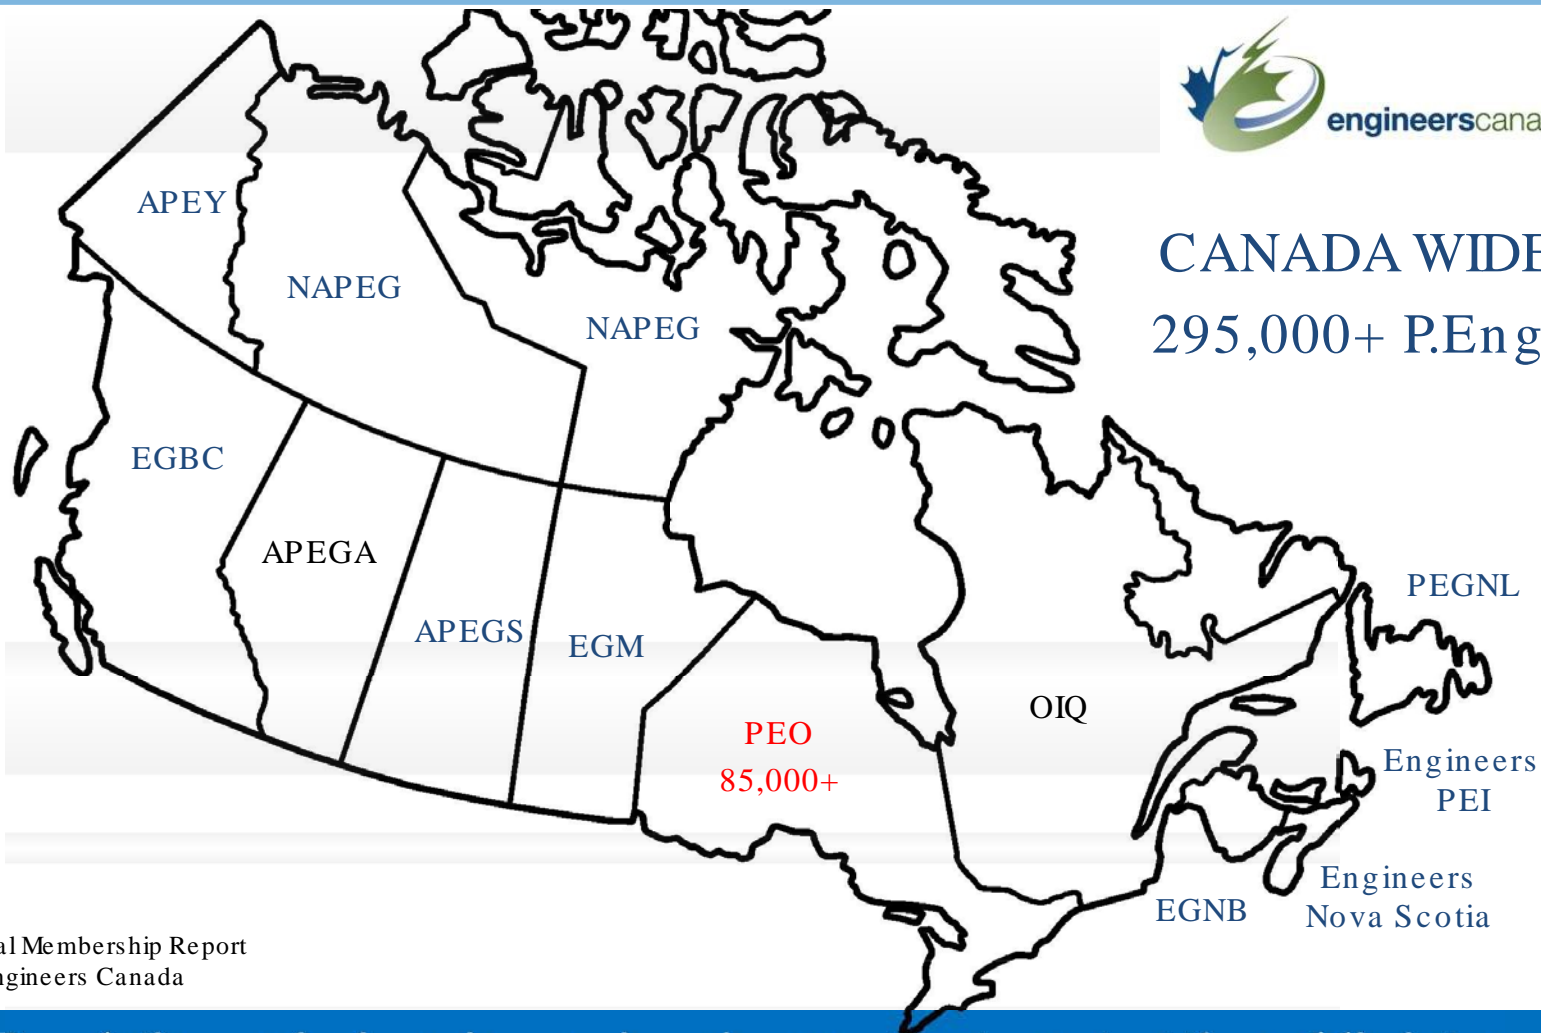 engineerscana
CANADA WIDE
295,000+ P.Eng
APEY
NAPEG
NAPEG
EGBC
APEGA
APEGS
EGM
PEO
85,000+
OIQ
PEGNL
Engineers
PEI
Engineers
Nova Scotia
EGNB
al Membership Report
ngineers Canada